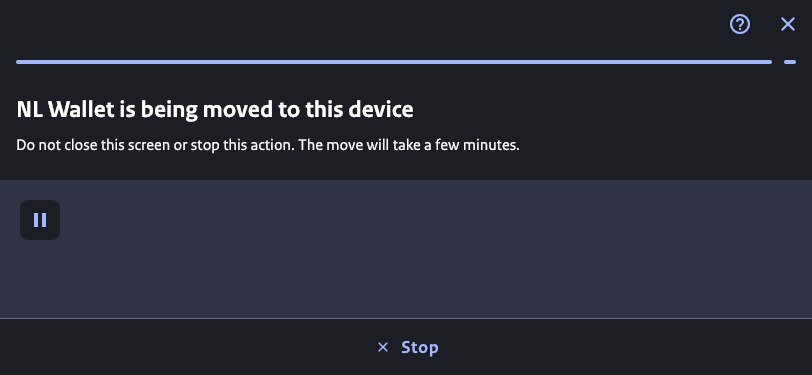 NL Wallet is being moved to this device
Do not close this screen or stop this action. The move will take a few minutes.
Stop